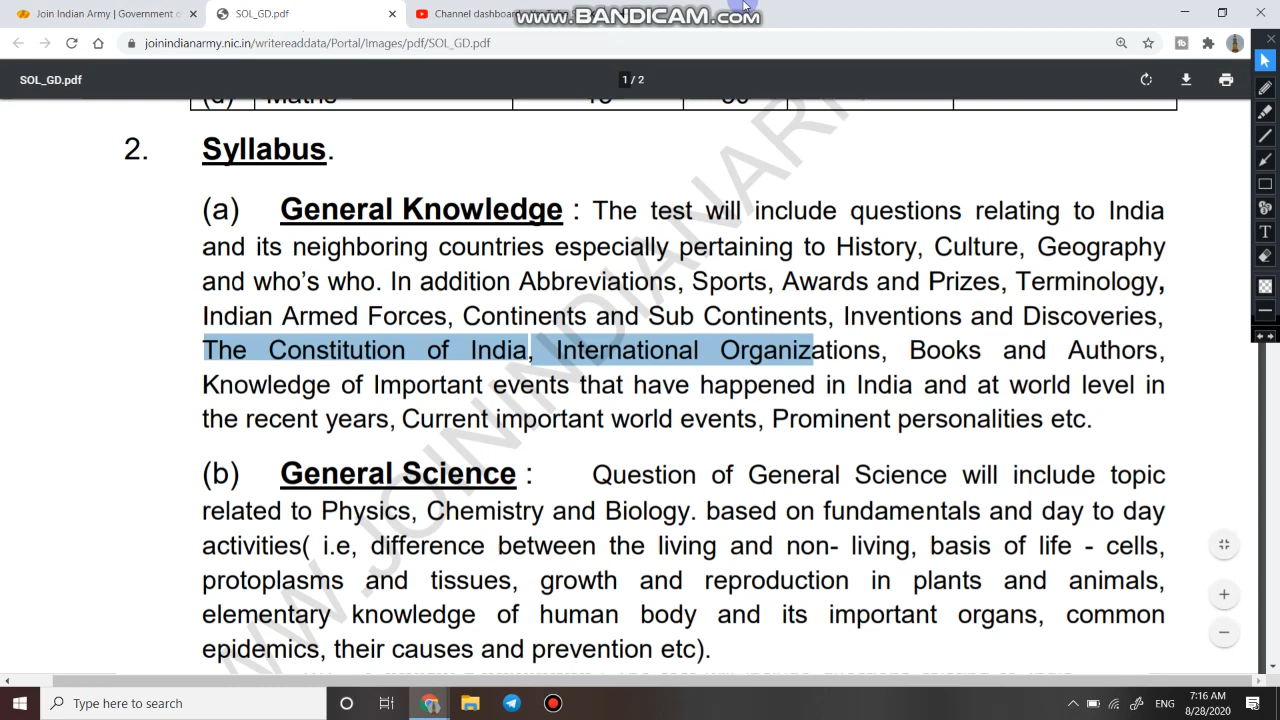 Join Indian Army | Government o
SOL_GD.pdf
Channel dashboard
www.BANDICAM.com
joinindianarmy.nic.in/writereaddata/Portal/Images/pdf/SOL_GD.pdf
SOL_GD.pdf
1 / 2
(d) Maths
2. Syllabus.
(a) General Knowledge : The test will include questions relating to India
and its neighboring countries especially pertaining to History, Culture, Geography
and who's who. In addition Abbreviations, Sports, Awards and Prizes, Terminology,
Indian Armed Forces, Continents and Sub Continents, Inventions and Discoveries,
The Constitution of India, International Organizations, Books and Authors,
Knowledge of Important events that have happened in India and at world level in
the recent years, Current important world events, Prominent personalities etc.
(b) General Science : Question of General Science will include topic
related to Physics, Chemistry and Biology. based on fundamentals and day to day
activities( i.e, difference between the living and non- living, basis of life - cells,
protoplasms and tissues, growth and reproduction in plants and animals,
elementary knowledge of human body and its important organs, common
epidemics, their causes and prevention etc).
WWW.JOININDIANARM
Type here to search
ENG
7:16 AM
8/28/2020